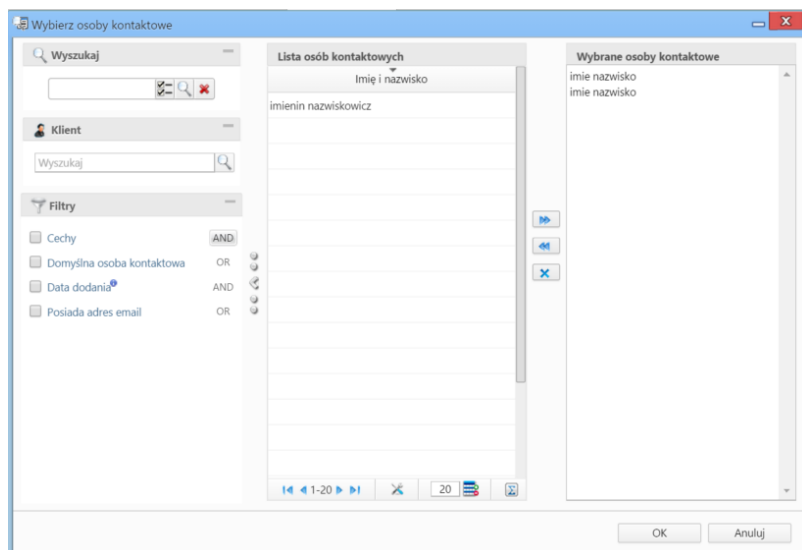 Wybierz osoby kontaktowe
Wyszukaj
Klient
Wyszukaj
Filtry
Cechy AND
Domyślna osoba kontaktowa OR
Data dodania AND
Posiada adres email OR
Lista osób kontaktowych
Imię i nazwisko
imienin nazwiskowicz
1-20
20
Wybrane osoby kontaktowe
imie nazwisko
imie nazwisko
OK Anuluj